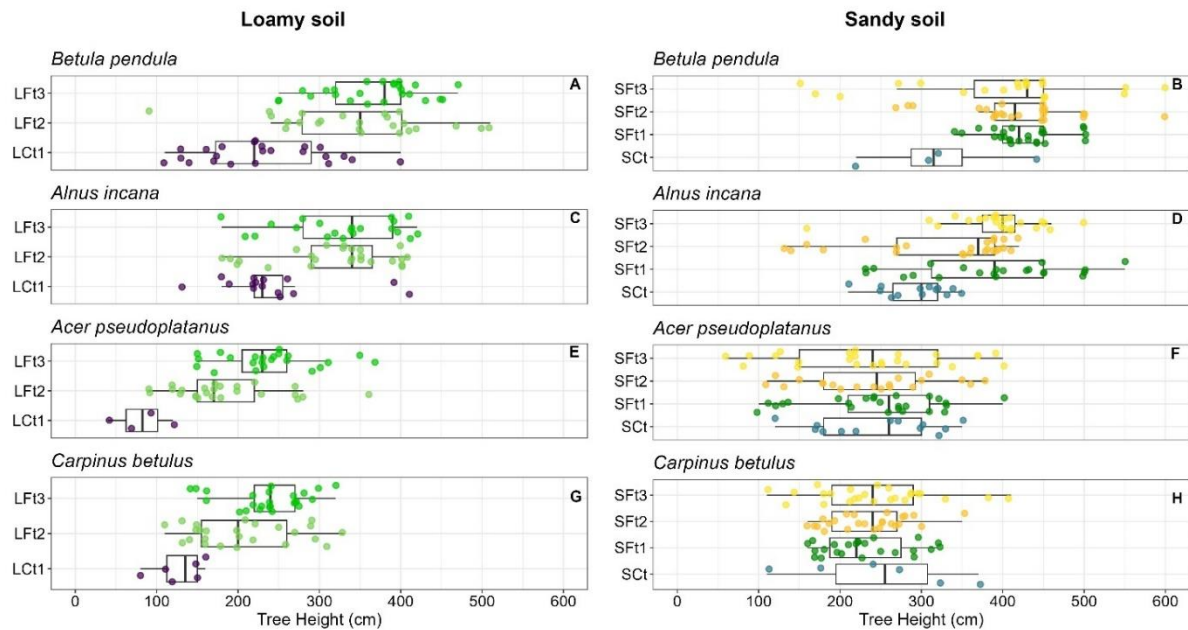 Loamy soil
Betula pendula
A
LFt3
LFt2
LCt1
Alnus incana
C
LFt3
LFt2
LCt1
Acer pseudoplatanus
E
LFt3
LFt2
LCt1
Carpinus betulus
G
LFt3
LFt2
LCt1
0 100 200 300 400 500 600
Tree Height (cm)
Sandy soil
Betula pendula
B
SFt3
SFt2
SFt1
SCt
Alnus incana
D
SFt3
SFt2
SFt1
SCt
Acer pseudoplatanus
F
SFt3
SFt2
SFt1
SCt
Carpinus betulus
H
SFt3
SFt2
SFt1
SCt
0 100 200 300 400 500 600
Tree Height (cm)